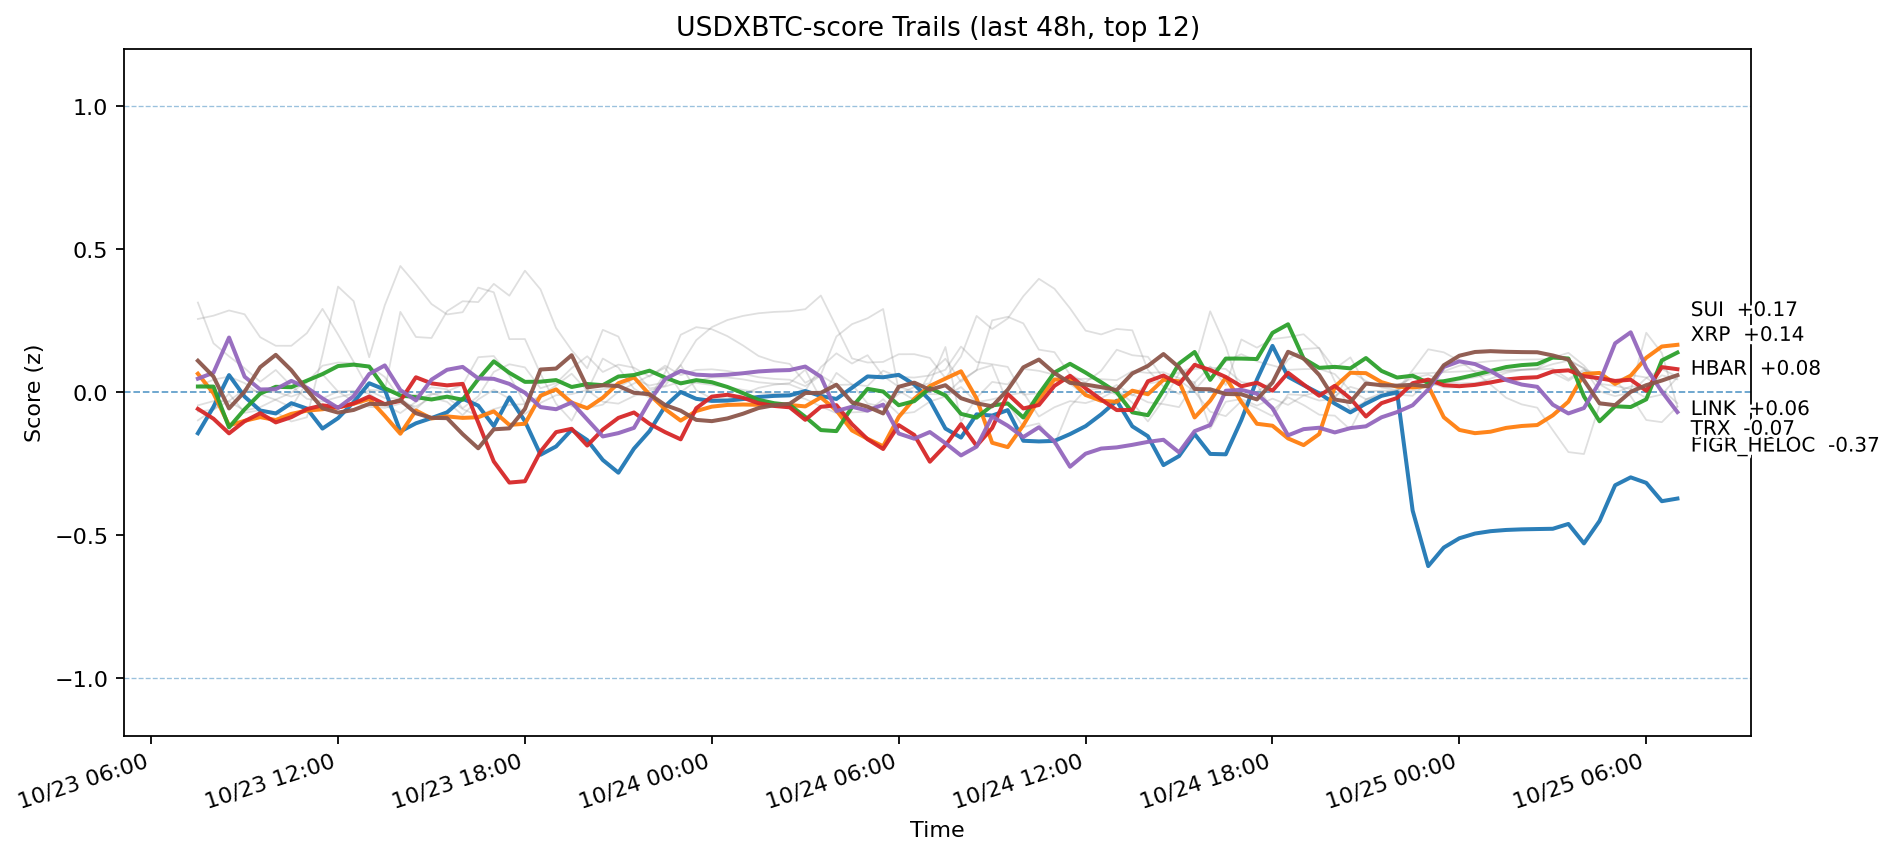 USDXBTC-score Trails (last 48h, top 12)
Score (z)
1.0
0.5
0.0
−0.5
−1.0
SUI +0.17
XRP +0.14
HBAR +0.08
LINK +0.06
TRX -0.07
FIGR_HELOC -0.37
10/23 06:00
10/23 12:00
10/23 18:00
10/24 00:00
10/24 06:00
10/24 12:00
10/24 18:00
10/25 00:00
10/25 06:00
Time